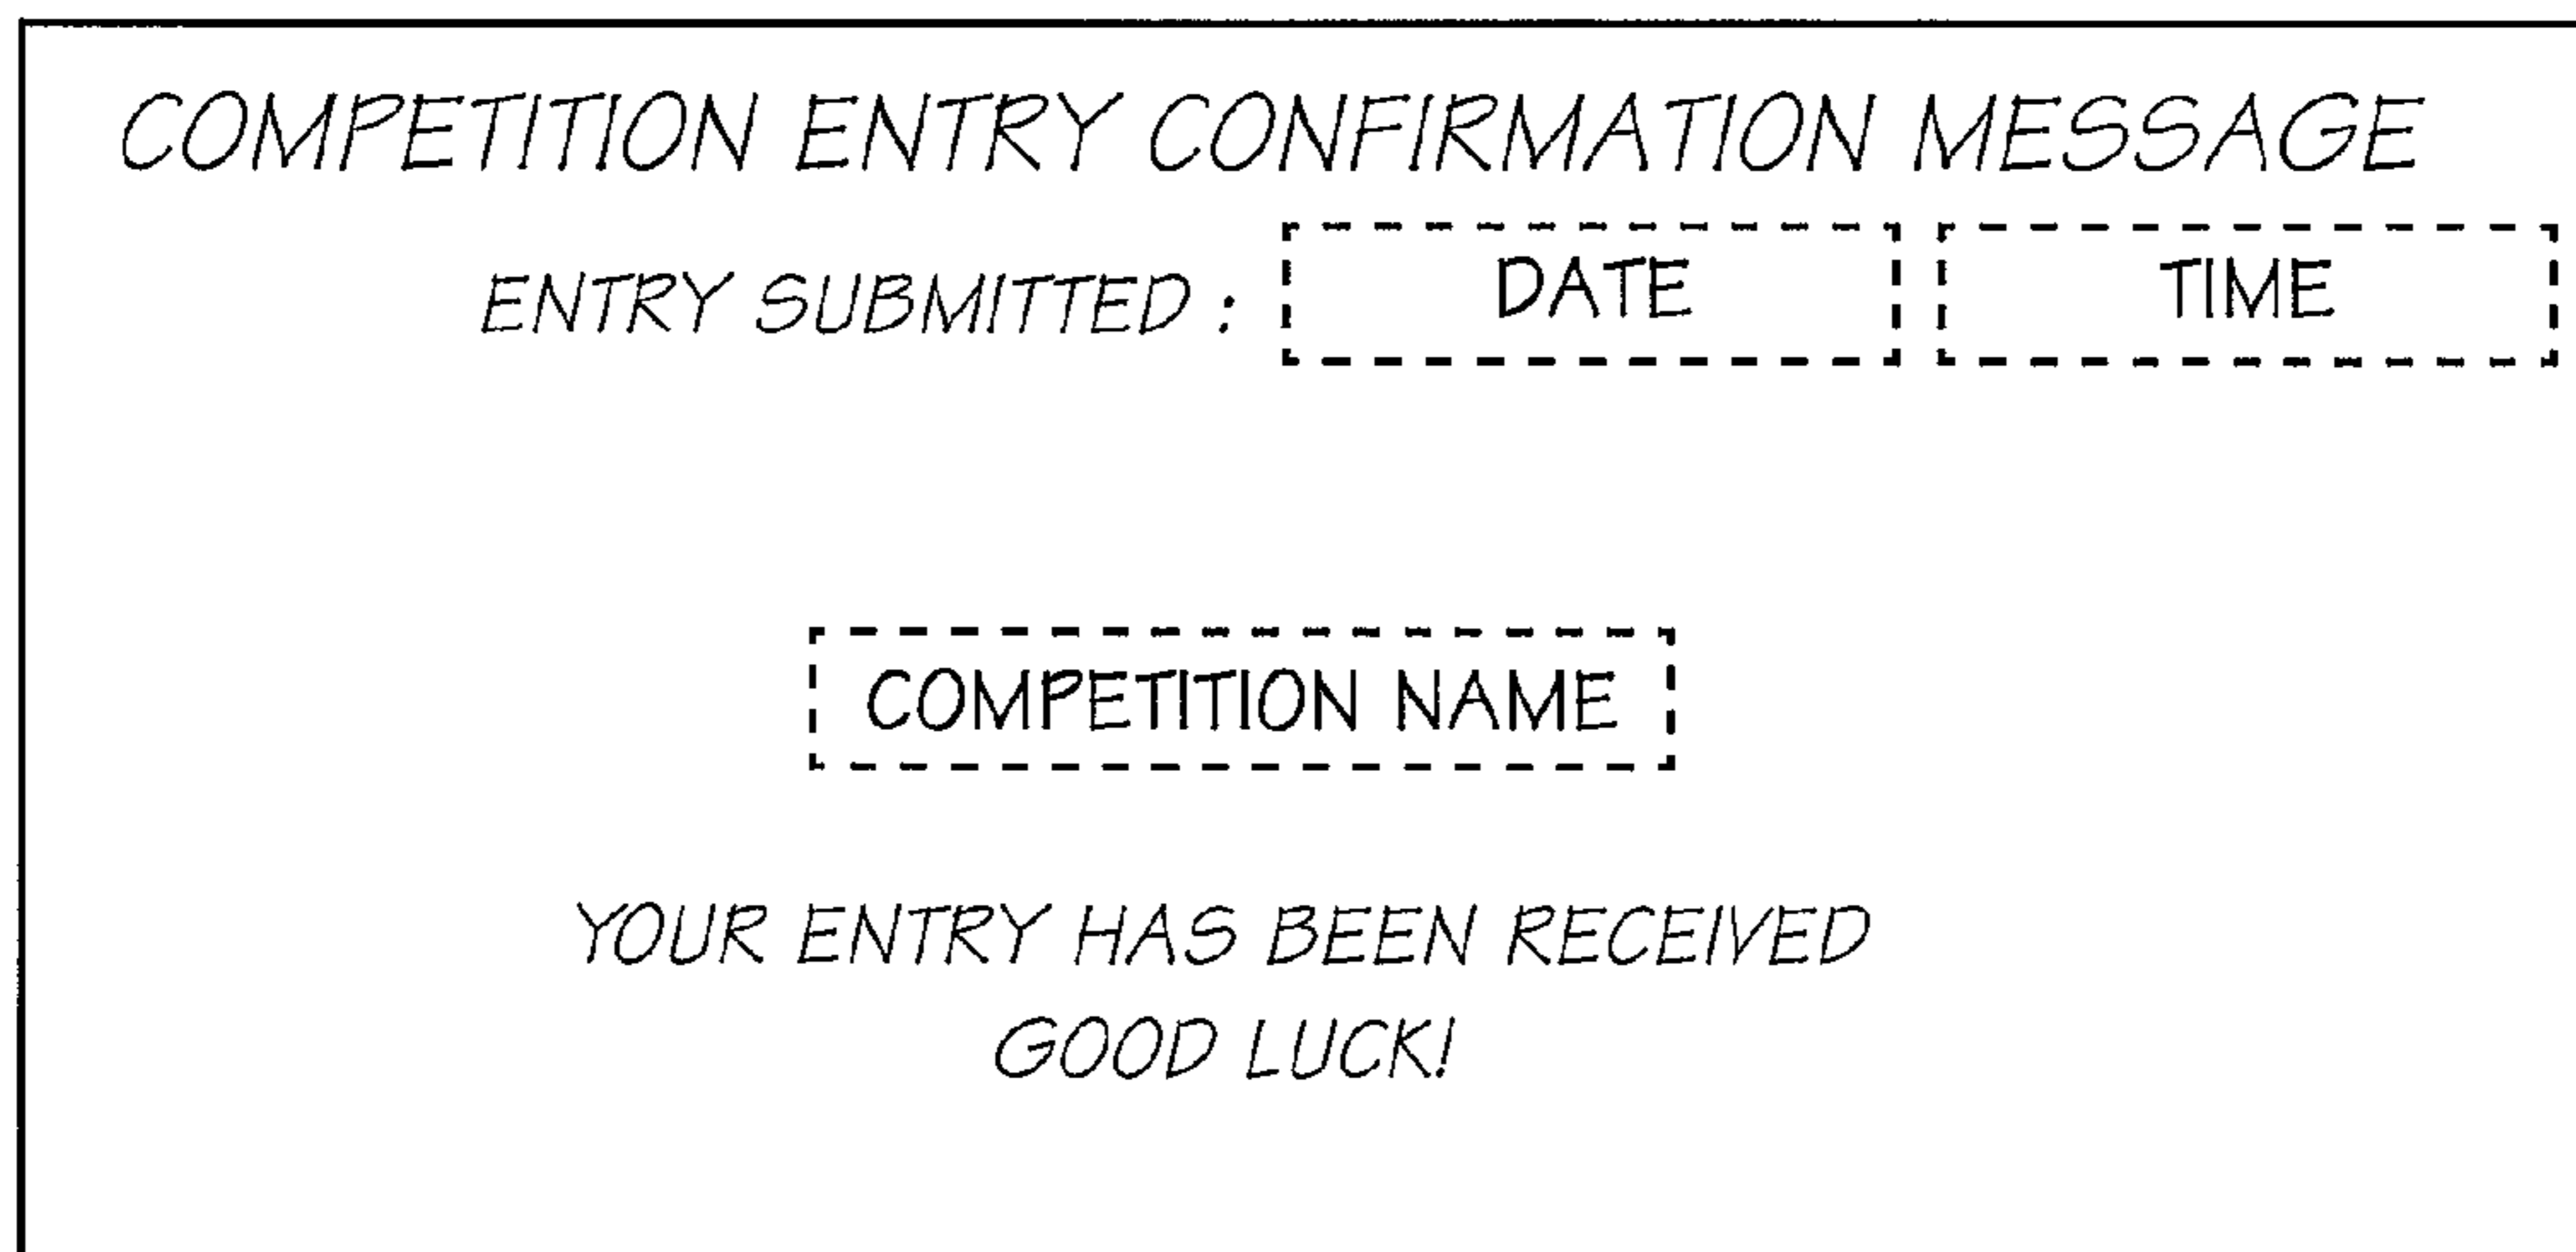 COMPETITION ENTRY CONFIRMATION MESSAGE
ENTRY SUBMITTED : DATE TIME
COMPETITION NAME
YOUR ENTRY HAS BEEN RECEIVED
GOOD LUCK!